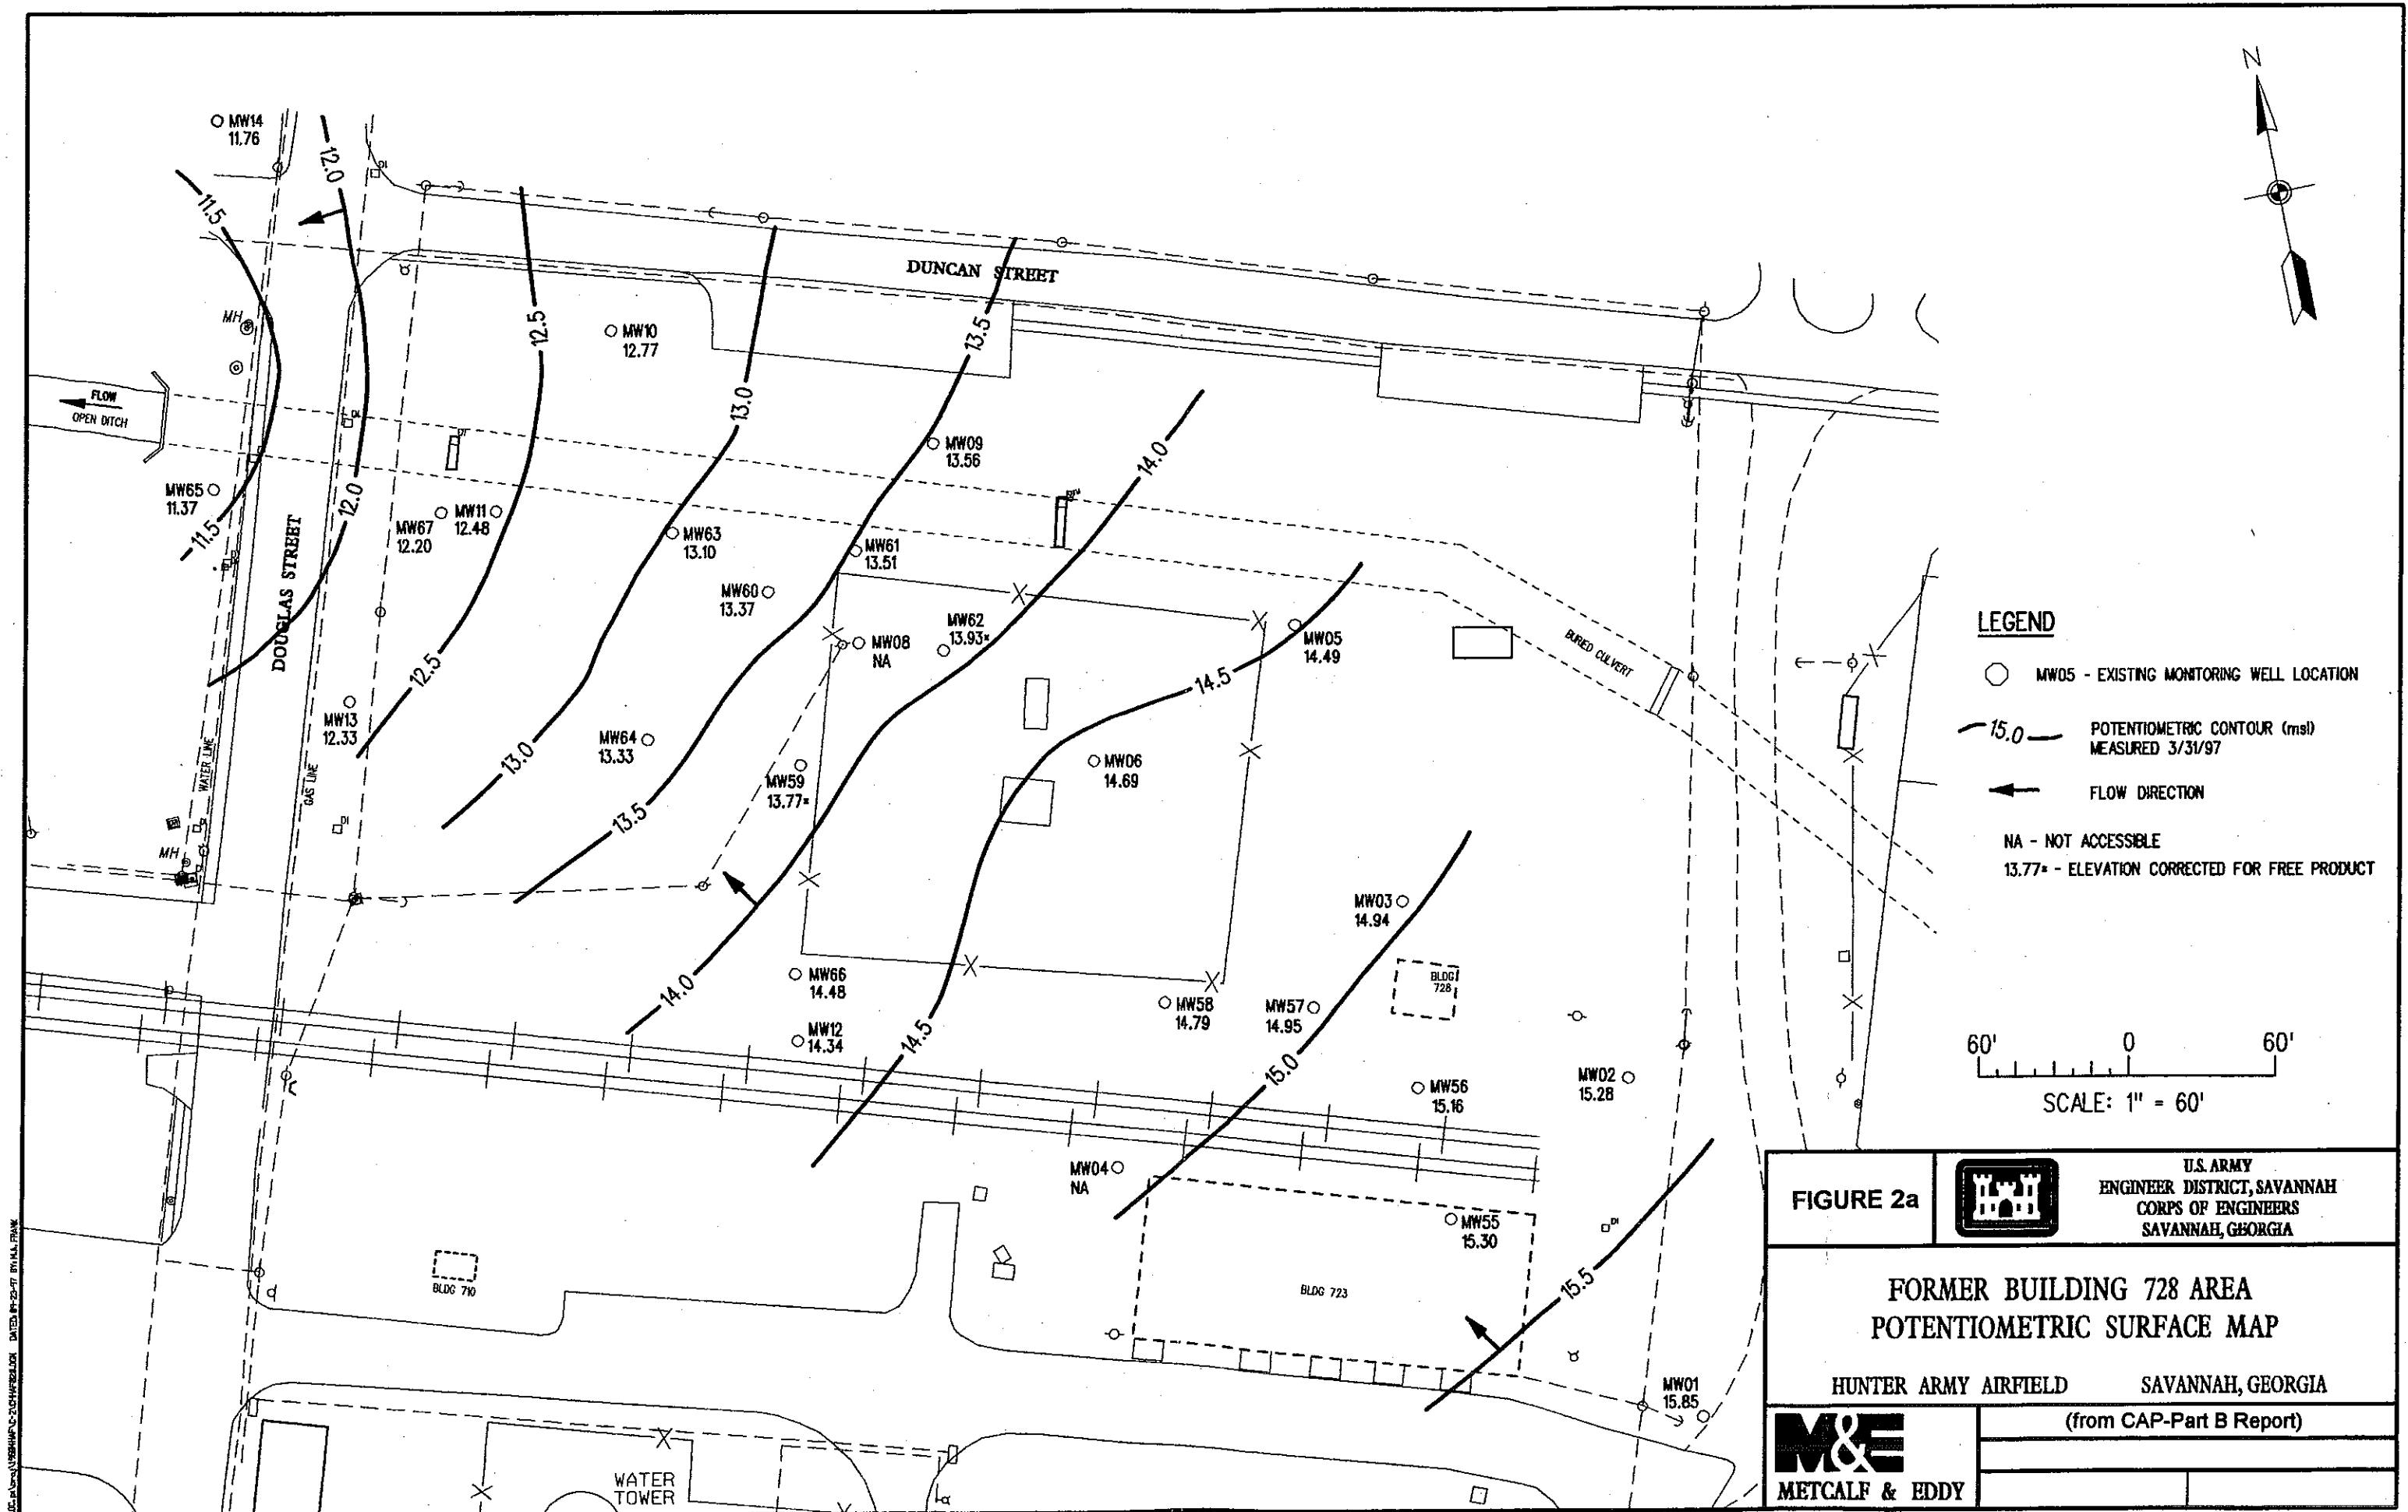 N
MW14
11.76
12.0
DI
11.5
DUNCAN STREET
12.5
MW10
12.77
MH
13.5
13.0
FLOW
OPEN DITCH
DI
DI
MW09
13.56
14.0
MW65
11.37
12.0
MW67
12.20
MW11
12.48
MW63
13.10
MW61
13.51
11.5
DOUGLAS STREET
MW60
13.37
MW62
13.93*
MW08
NA
MW05
14.49
BURIED CULVERT
12.5
14.5
LEGEND
MW05 - EXISTING MONITORING WELL LOCATION
15.0
POTENTIOMETRIC CONTOUR (msl)
MEASURED 3/31/97
FLOW DIRECTION
NA - NOT ACCESSIBLE
13.77* - ELEVATION CORRECTED FOR FREE PRODUCT
MW13
12.33
MW64
13.33
13.0
MW59
13.77*
MW06
14.69
WATER LINE
GAS LINE
13.5
DI
MH
MW03
14.94
14.0
MW66
14.48
BLDG
728
MW58
14.79
MW57
14.95
MW12
14.34
14.5
15.0
MW56
15.16
MW02
15.28
60' 0 60'
SCALE: 1" = 60'
MW04
NA
MW55
15.30
DI
BLDG 710
BLDG 723
15.5
MW01
15.85
WATER
TOWER
FIGURE 2a
U.S. ARMY
ENGINEER DISTRICT, SAVANNAH
CORPS OF ENGINEERS
SAVANNAH, GEORGIA
FORMER BUILDING 728 AREA
POTENTIOMETRIC SURFACE MAP
HUNTER ARMY AIRFIELD SAVANNAH, GEORGIA
M&E
METCALF & EDDY
(from CAP-Part B Report)